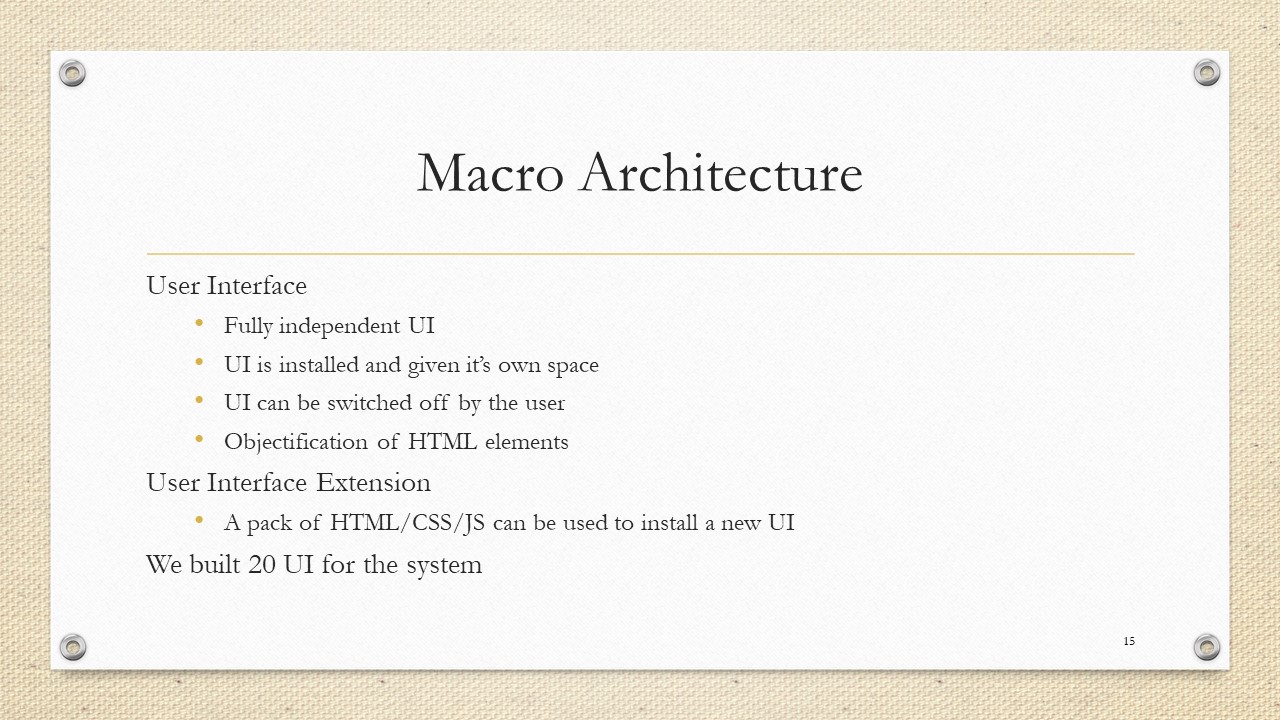 Macro Architecture
User Interface
• Fully independent UI
• UI is installed and given it’s own space
• UI can be switched off by the user
• Objectification of HTML elements
User Interface Extension
• A pack of HTML/CSS/JS can be used to install a new UI
We built 20 UI for the system
15